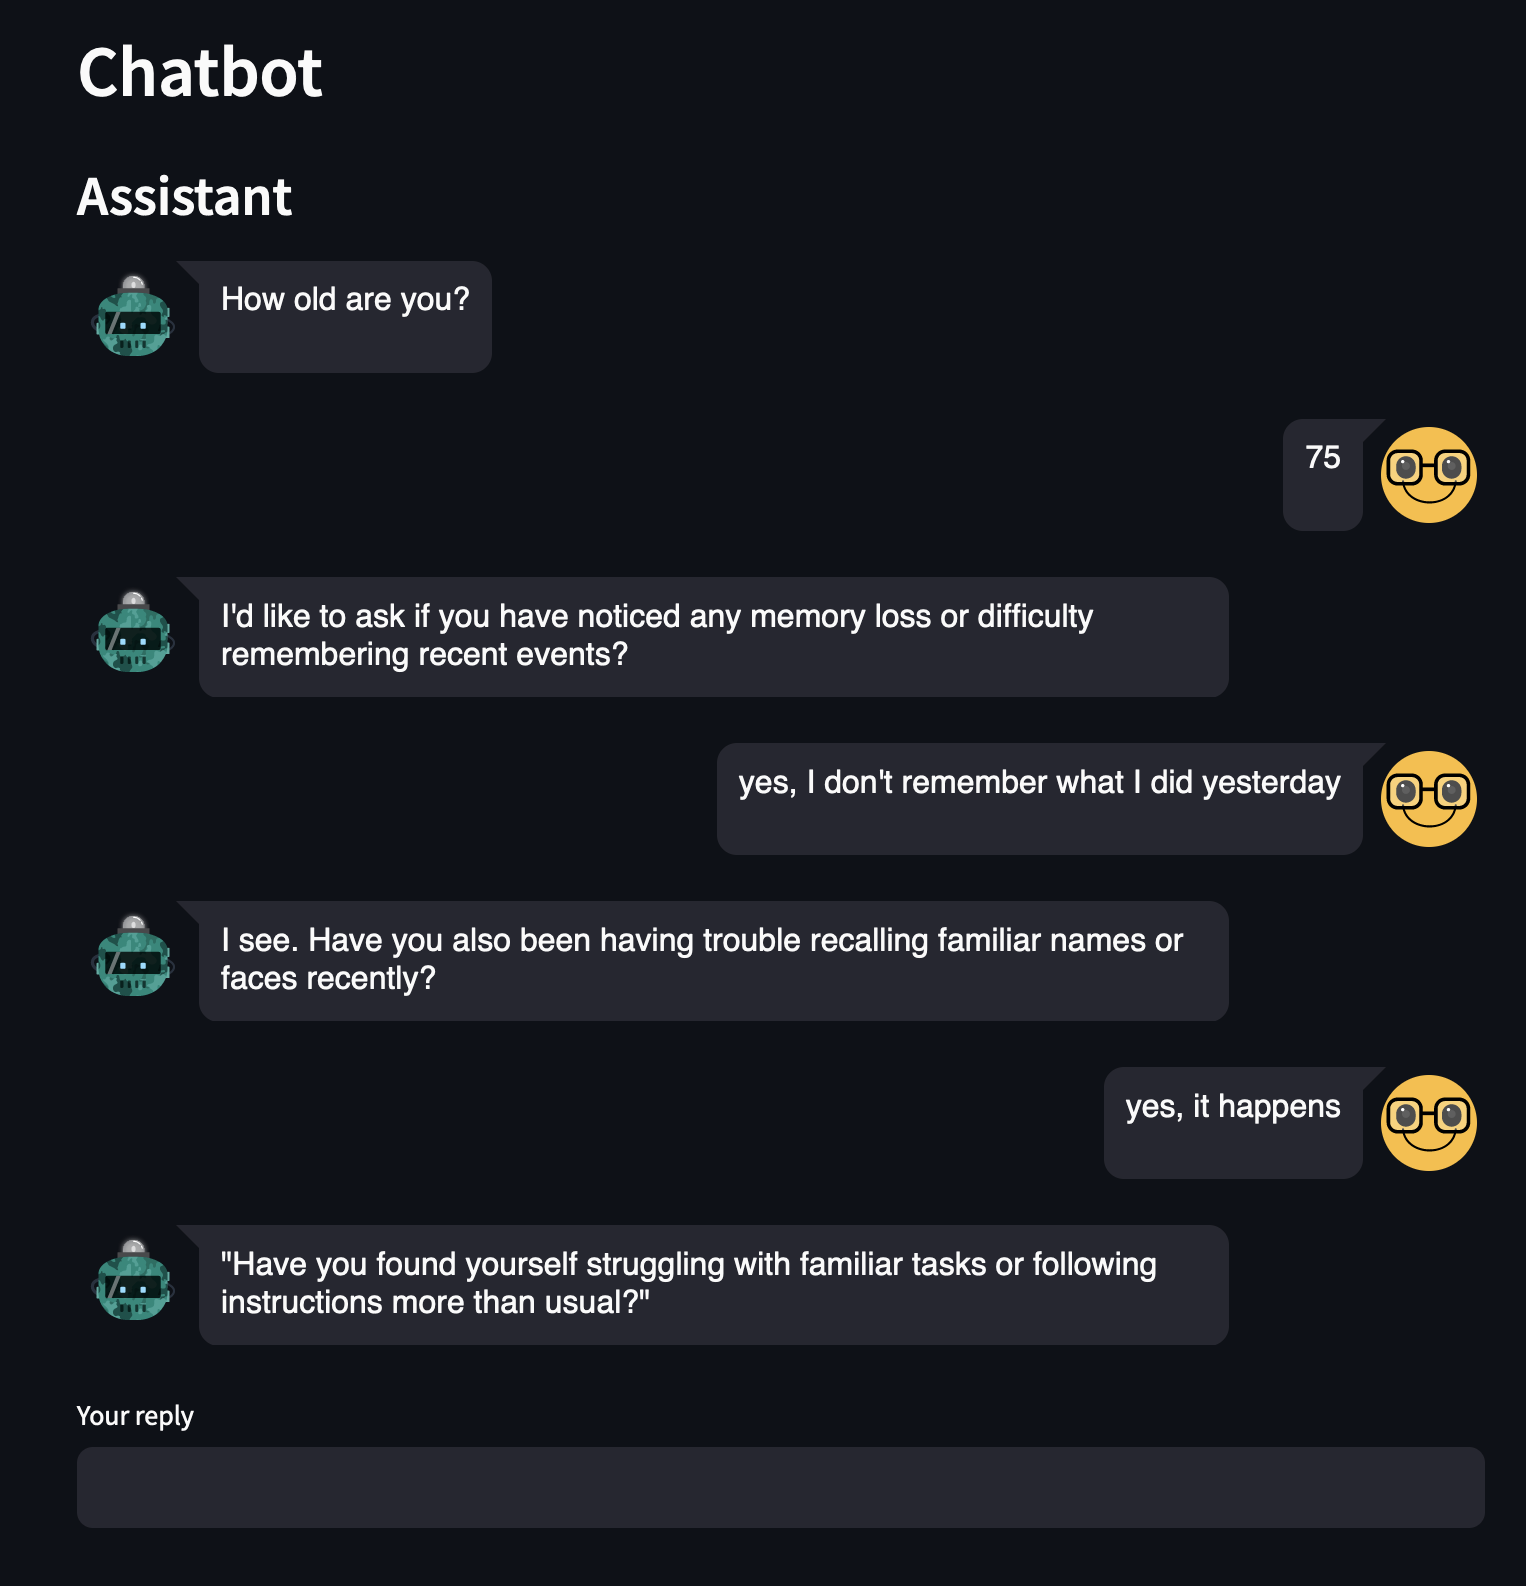 Chatbot
Assistant
How old are you?
75
I'd like to ask if you have noticed any memory loss or difficulty
remembering recent events?
yes, I don't remember what I did yesterday
I see. Have you also been having trouble recalling familiar names or
faces recently?
yes, it happens
"Have you found yourself struggling with familiar tasks or following
instructions more than usual?"
Your reply